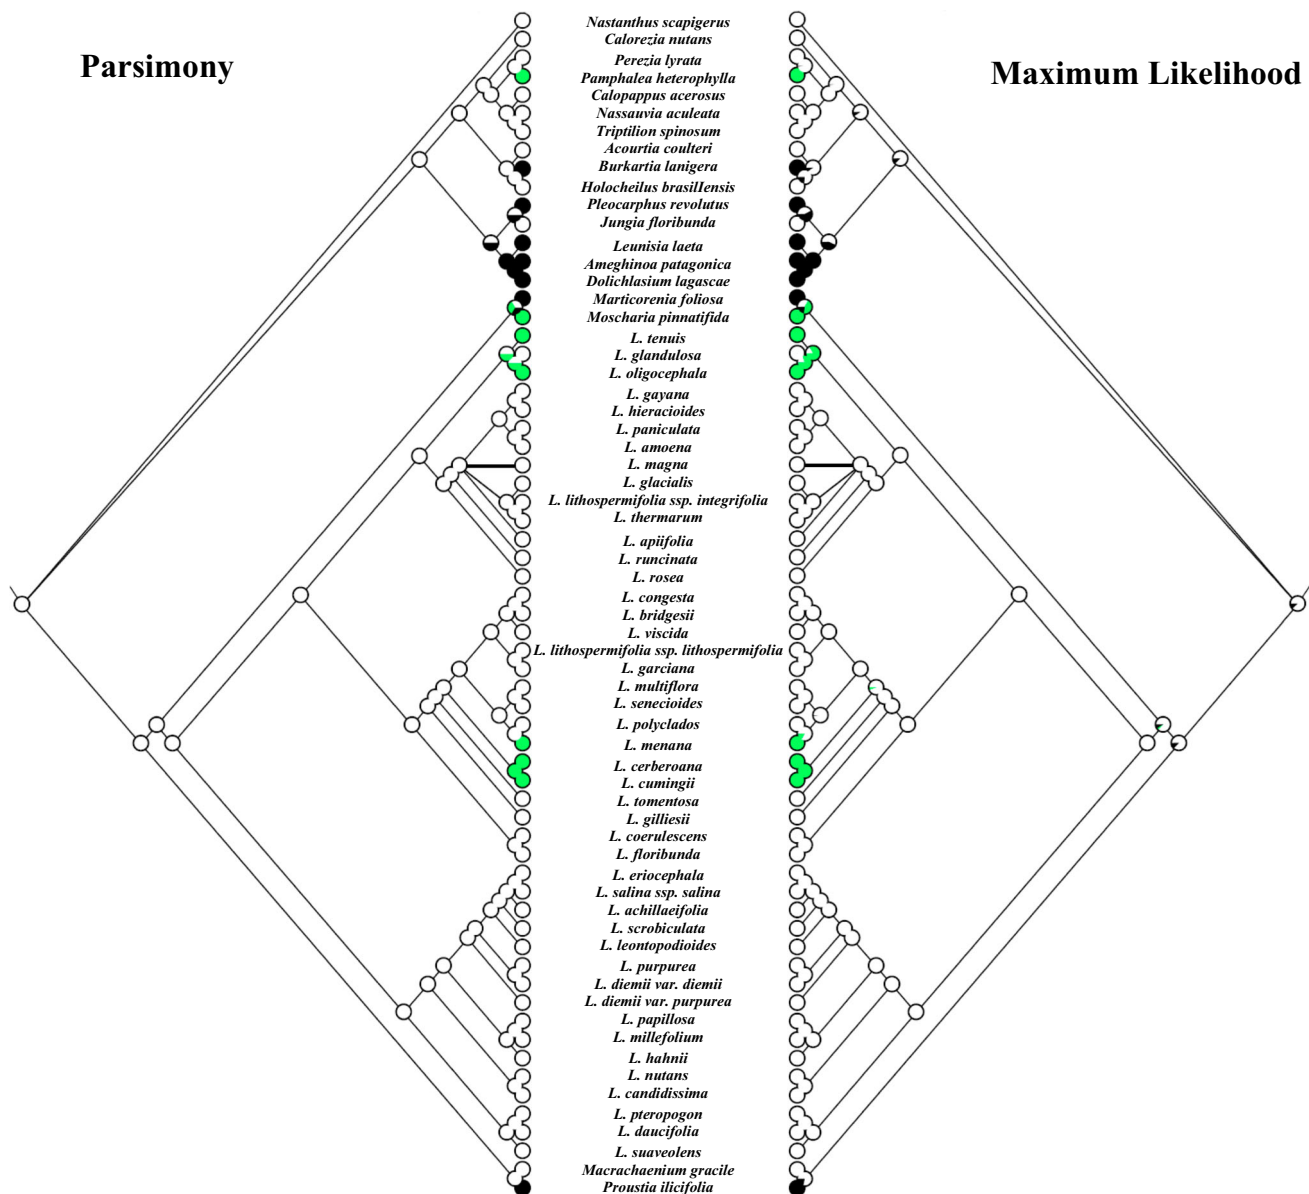 Parsimony
Maximum Likelihood
Nastanthus scapigerus
Calorezia nutans
Perezia lyrata
Pamphalea heterophylla
Calopappus acerosus
Nassauvia aculeata
Triptilion spinosum
Acourtia coulteri
Burkartia lanigera
Holocheilus brasilIensis
Pleocarphus revolutus
Jungia floribunda
Leunisia laeta
Ameghinoa patagonica
Dolichlasium lagascae
Marticorenia foliosa
Moscharia pinnatifida
L. tenuis
L. glandulosa
L. oligocephala
L. gayana
L. hieracioides
L. paniculata
L. amoena
L. magna
L. glacialis
L. lithospermifolia ssp. integrifolia
L. thermarum
L. apiifolia
L. runcinata
L. rosea
L. congesta
L. bridgesii
L. viscida
L. lithospermifolia ssp. lithospermifolia
L. garciana
L. multiflora
L. senecioides
L. polyclados
L. menana
L. cerberoana
L. cumingii
L. tomentosa
L. gilliesii
L. coerulescens
L. floribunda
L. eriocephala
L. salina ssp. salina
L. achillaeifolia
L. scrobiculata
L. leontopodioides
L. purpurea
L. diemii var. diemii
L. diemii var. purpurea
L. papillosa
L. millefolium
L. hahnii
L. nutans
L. candidissima
L. pteropogon
L. daucifolia
L. suaveolens
Macrachaenium gracile
Proustia ilicifolia